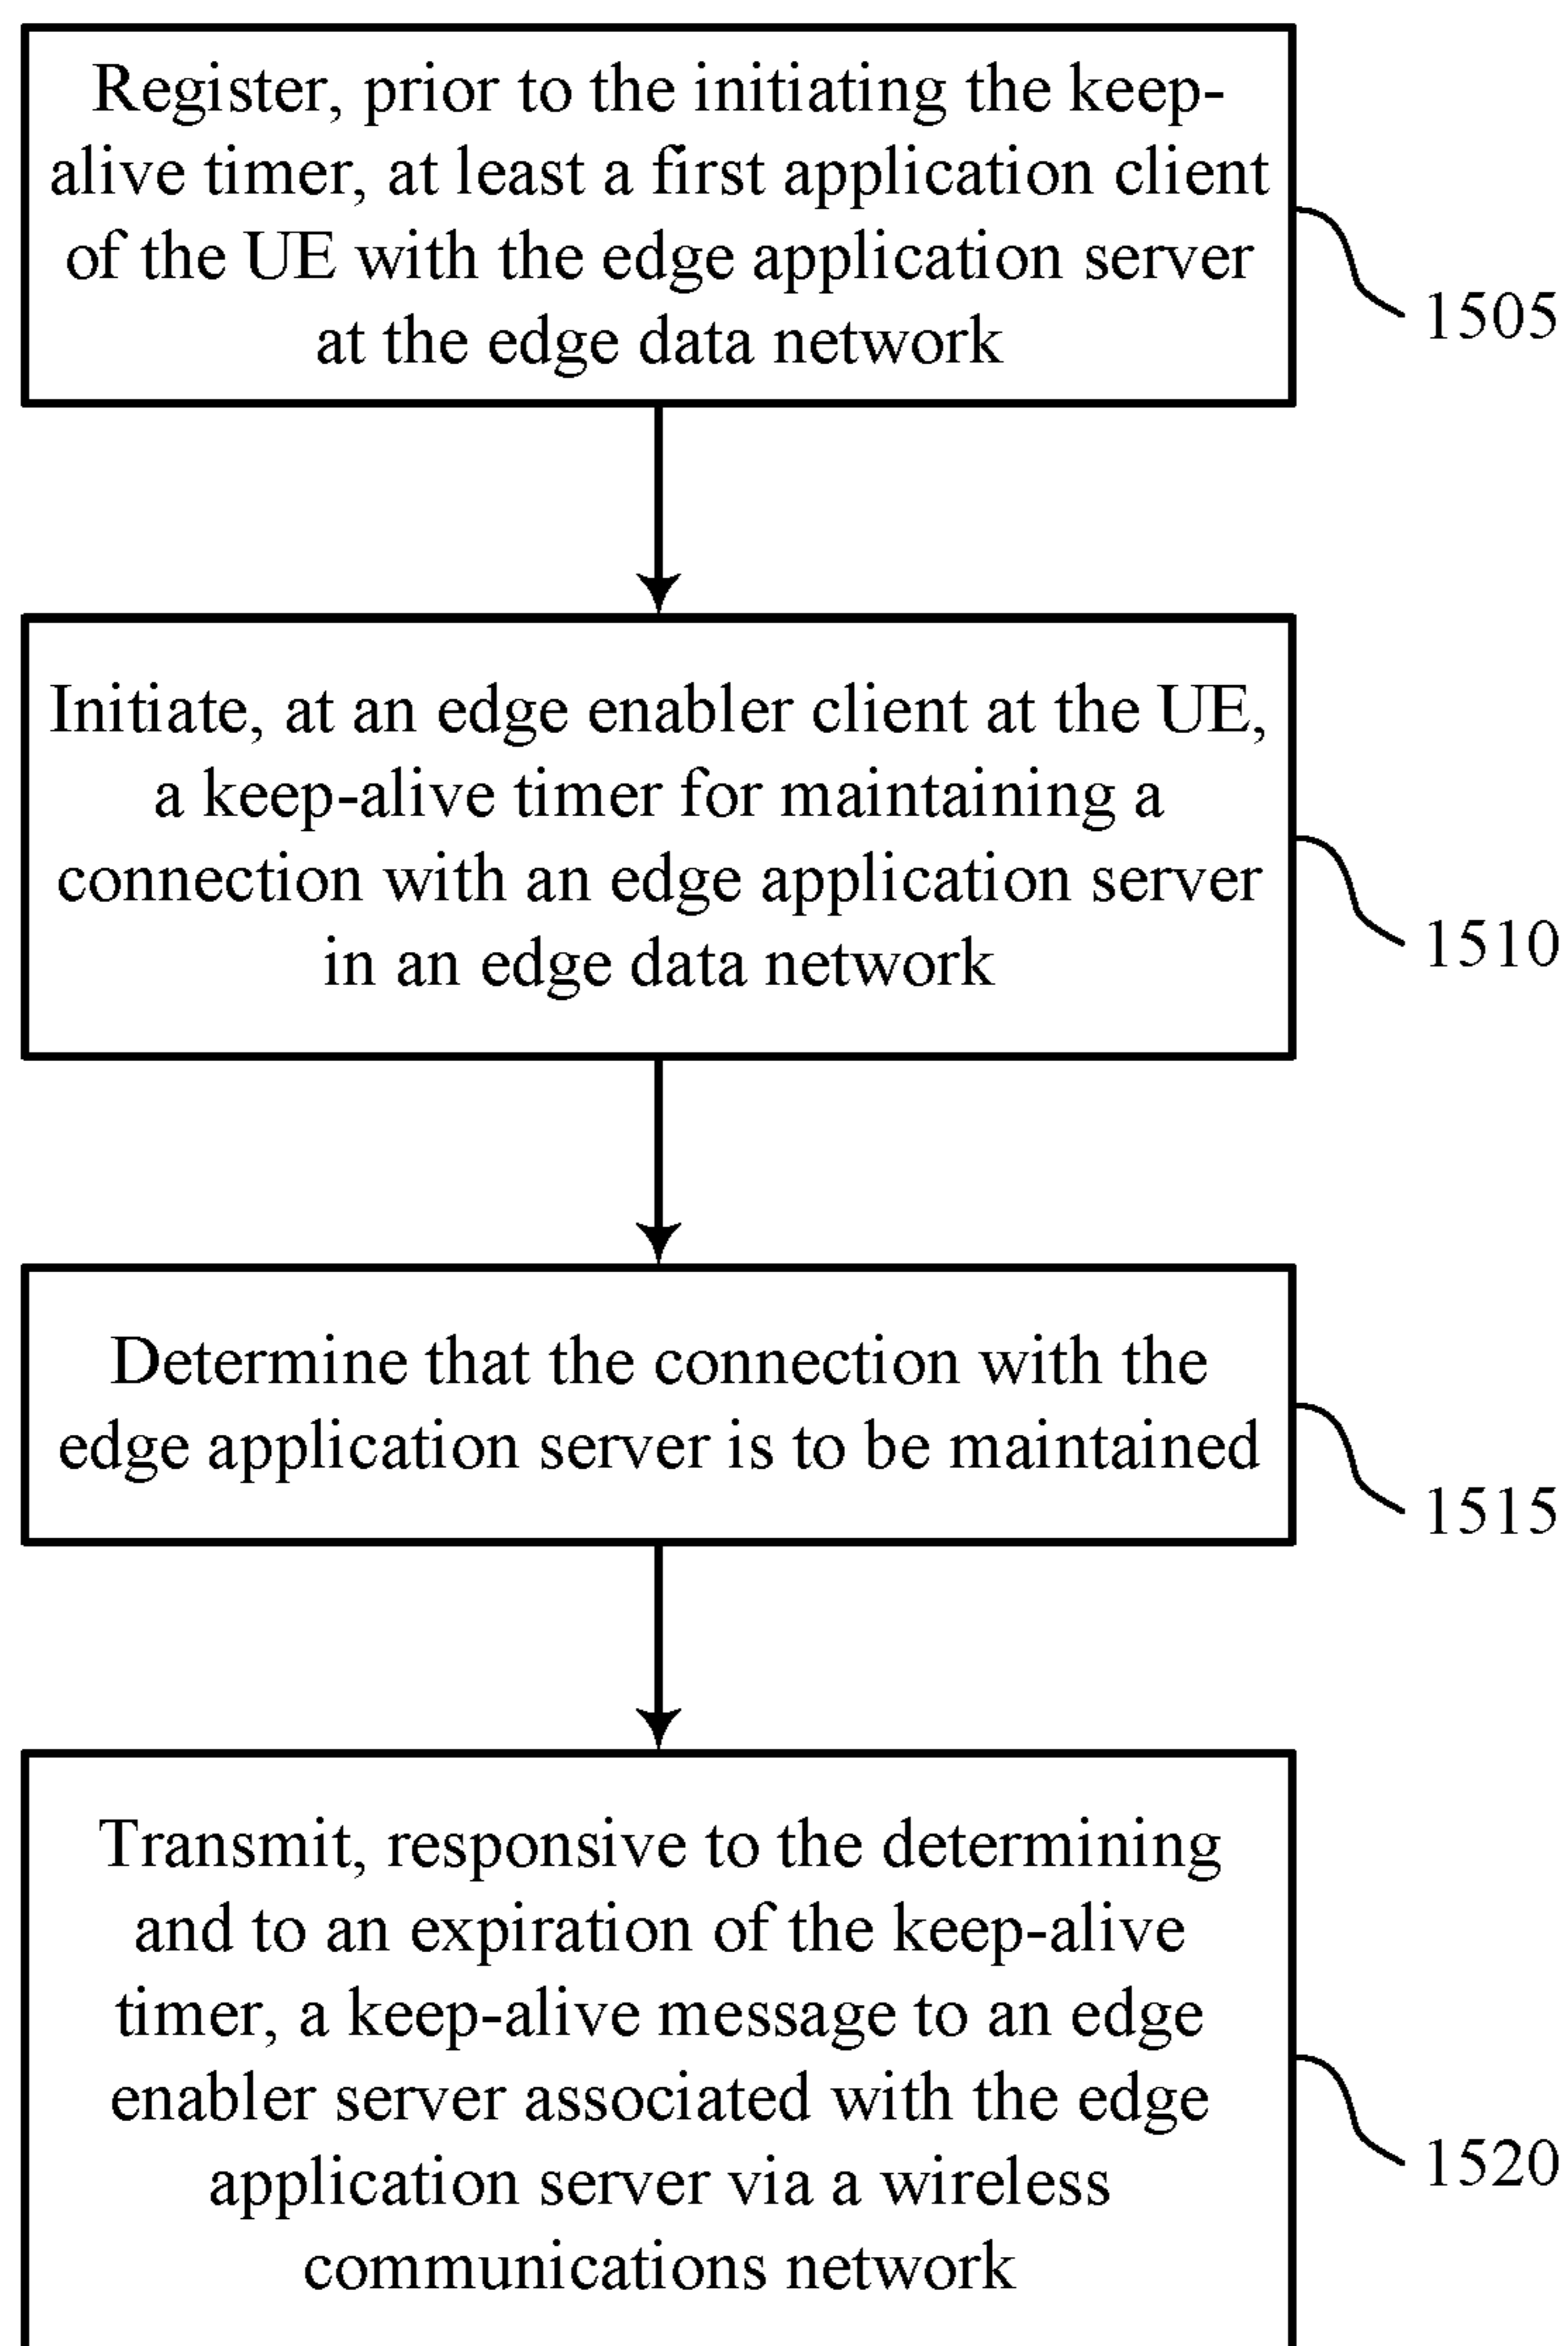 Register, prior to the initiating the keep-
alive timer, at least a first application client
of the UE with the edge application server
at the edge data network
1505
Initiate, at an edge enabler client at the UE,
a keep-alive timer for maintaining a
connection with an edge application server
in an edge data network
1510
Determine that the connection with the
edge application server is to be maintained
1515
Transmit, responsive to the determining
and to an expiration of the keep-alive
timer, a keep-alive message to an edge
enabler server associated with the edge
application server via a wireless
communications network
1520